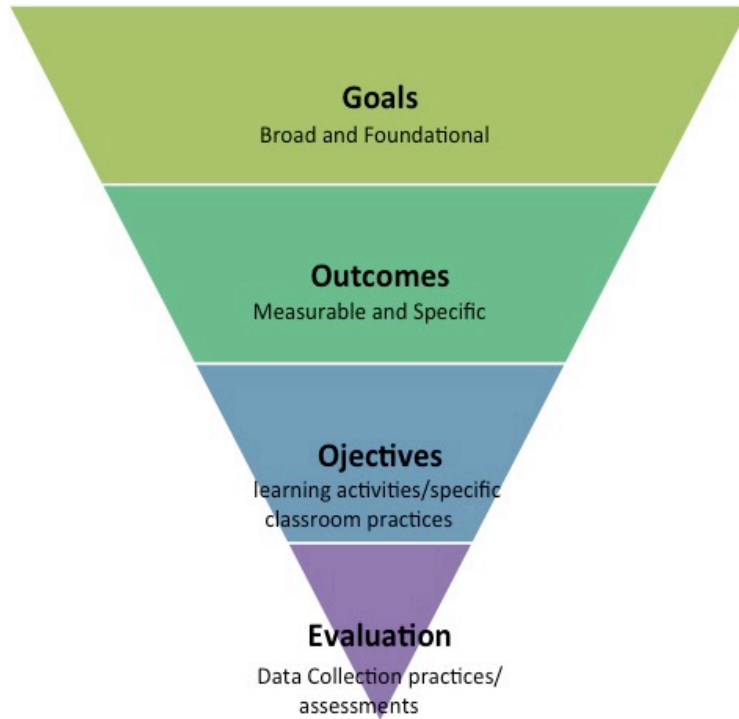 Goals
Broad and Foundational
Outcomes
Measurable and Specific
Ojectives
learning activities/specific
classroom practices
Evaluation
Data Collection practices/
assessments